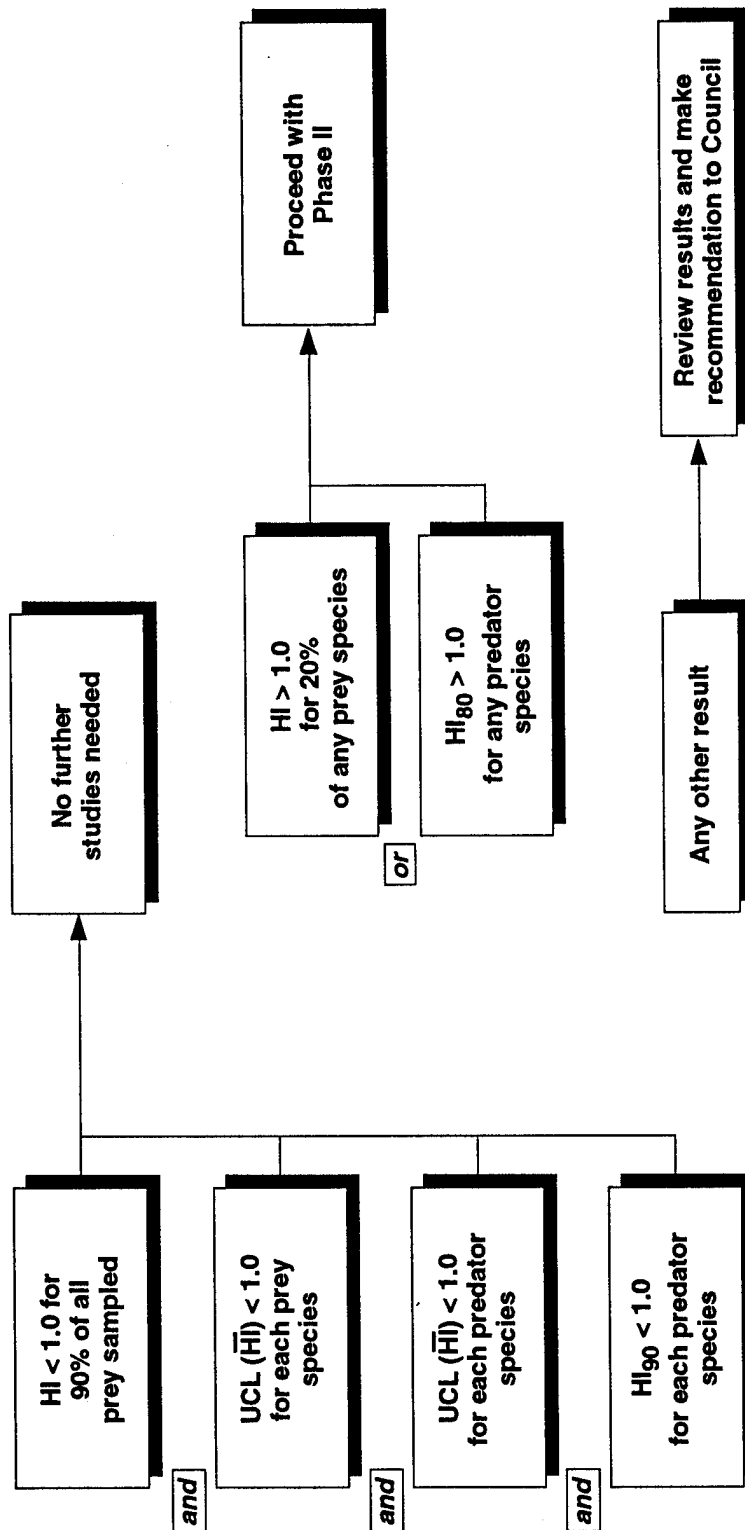 HI < 1.0 for
90% of all
prey sampled
and
UCL (H̅I̅) < 1.0
for each prey
species
and
UCL (H̅I̅) < 1.0
for each predator
species
and
HI₉₀ < 1.0
for each predator
species
No further
studies needed
HI > 1.0
for 20%
of any prey species
or
HI₈₀ > 1.0
for any predator
species
Proceed with
Phase II
Any other result
Review results and make
recommendation to Council